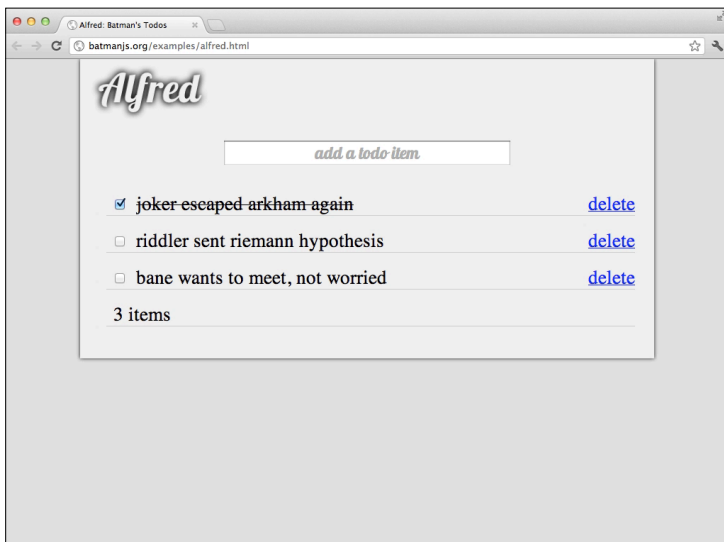 Alfred: Batman's Todos
batmanjs.org/examples/alfred.html
Alfred
add a todo item
joker escaped arkham again delete
riddler sent riemann hypothesis delete
bane wants to meet, not worried delete
3 items